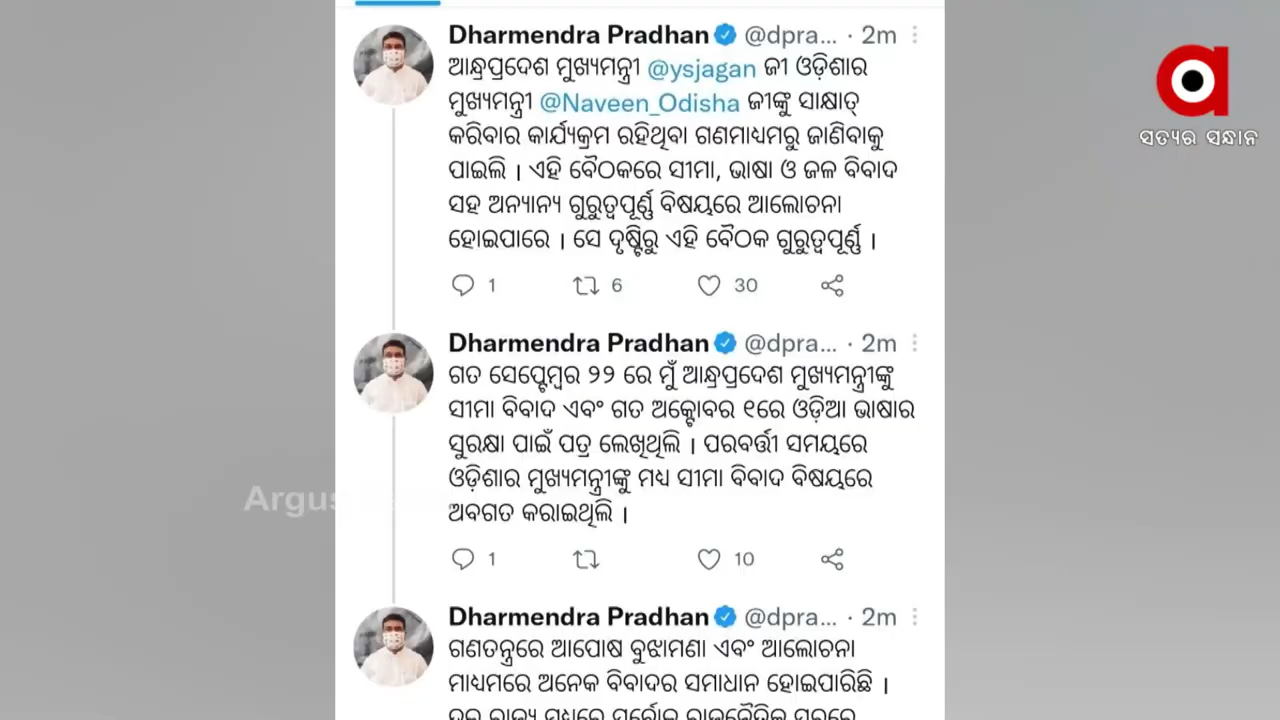 Dharmendra Pradhan @dpra... · 2m
ଆନ୍ଧ୍ରପ୍ରଦେଶ ମୁଖ୍ୟମନ୍ତ୍ରୀ @ysjagan ଜୀ ଓଡ଼ିଶାର
ମୁଖ୍ୟମନ୍ତ୍ରୀ @Naveen_Odisha ଜୀଙ୍କୁ ସାକ୍ଷାତ୍
କରିବାର କାର୍ଯ୍ୟକ୍ରମ ରହିଥିବା ଗଣମାଧ୍ୟମରୁ ଜାଣିବାକୁ
ପାଇଲି । ଏହି ବୈଠକରେ ସୀମା, ଭାଷା ଓ ଜଳ ବିବାଦ
ସହ ଅନ୍ୟାନ୍ୟ ଗୁରୁତ୍ୱପୂର୍ଣ୍ଣ ବିଷୟରେ ଆଲୋଚନା
ହୋଇପାରେ । ସେ ଦୃଷ୍ଟିରୁ ଏହି ବୈଠକ ଗୁରୁତ୍ୱପୂର୍ଣ୍ଣ ।
1 6 30
Dharmendra Pradhan @dpra... · 2m
ଗତ ସେପ୍ଟେମ୍ବର ୨୨ ରେ ମୁଁ ଆନ୍ଧ୍ରପ୍ରଦେଶ ମୁଖ୍ୟମନ୍ତ୍ରୀଙ୍କୁ
ସୀମା ବିବାଦ ଏବଂ ଗତ ଅକ୍ଟୋବର ୧ରେ ଓଡ଼ିଆ ଭାଷାର
ସୁରକ୍ଷା ପାଇଁ ପତ୍ର ଲେଖିଥିଲି । ପରବର୍ତ୍ତୀ ସମୟରେ
ଓଡ଼ିଶାର ମୁଖ୍ୟମନ୍ତ୍ରୀଙ୍କୁ ମଧ୍ୟ ସୀମା ବିବାଦ ବିଷୟରେ
ଅବଗତ କରାଇଥିଲି ।
1 10
Dharmendra Pradhan @dpra... · 2m
ଗଣତନ୍ତ୍ରରେ ଆପୋଷ ବୁଝାମଣା ଏବଂ ଆଲୋଚନା
ମାଧ୍ୟମରେ ଅନେକ ବିବାଦର ସମାଧାନ ହୋଇପାରିଛି ।
ସତ୍ୟର ସନ୍ଧାନ
Argus